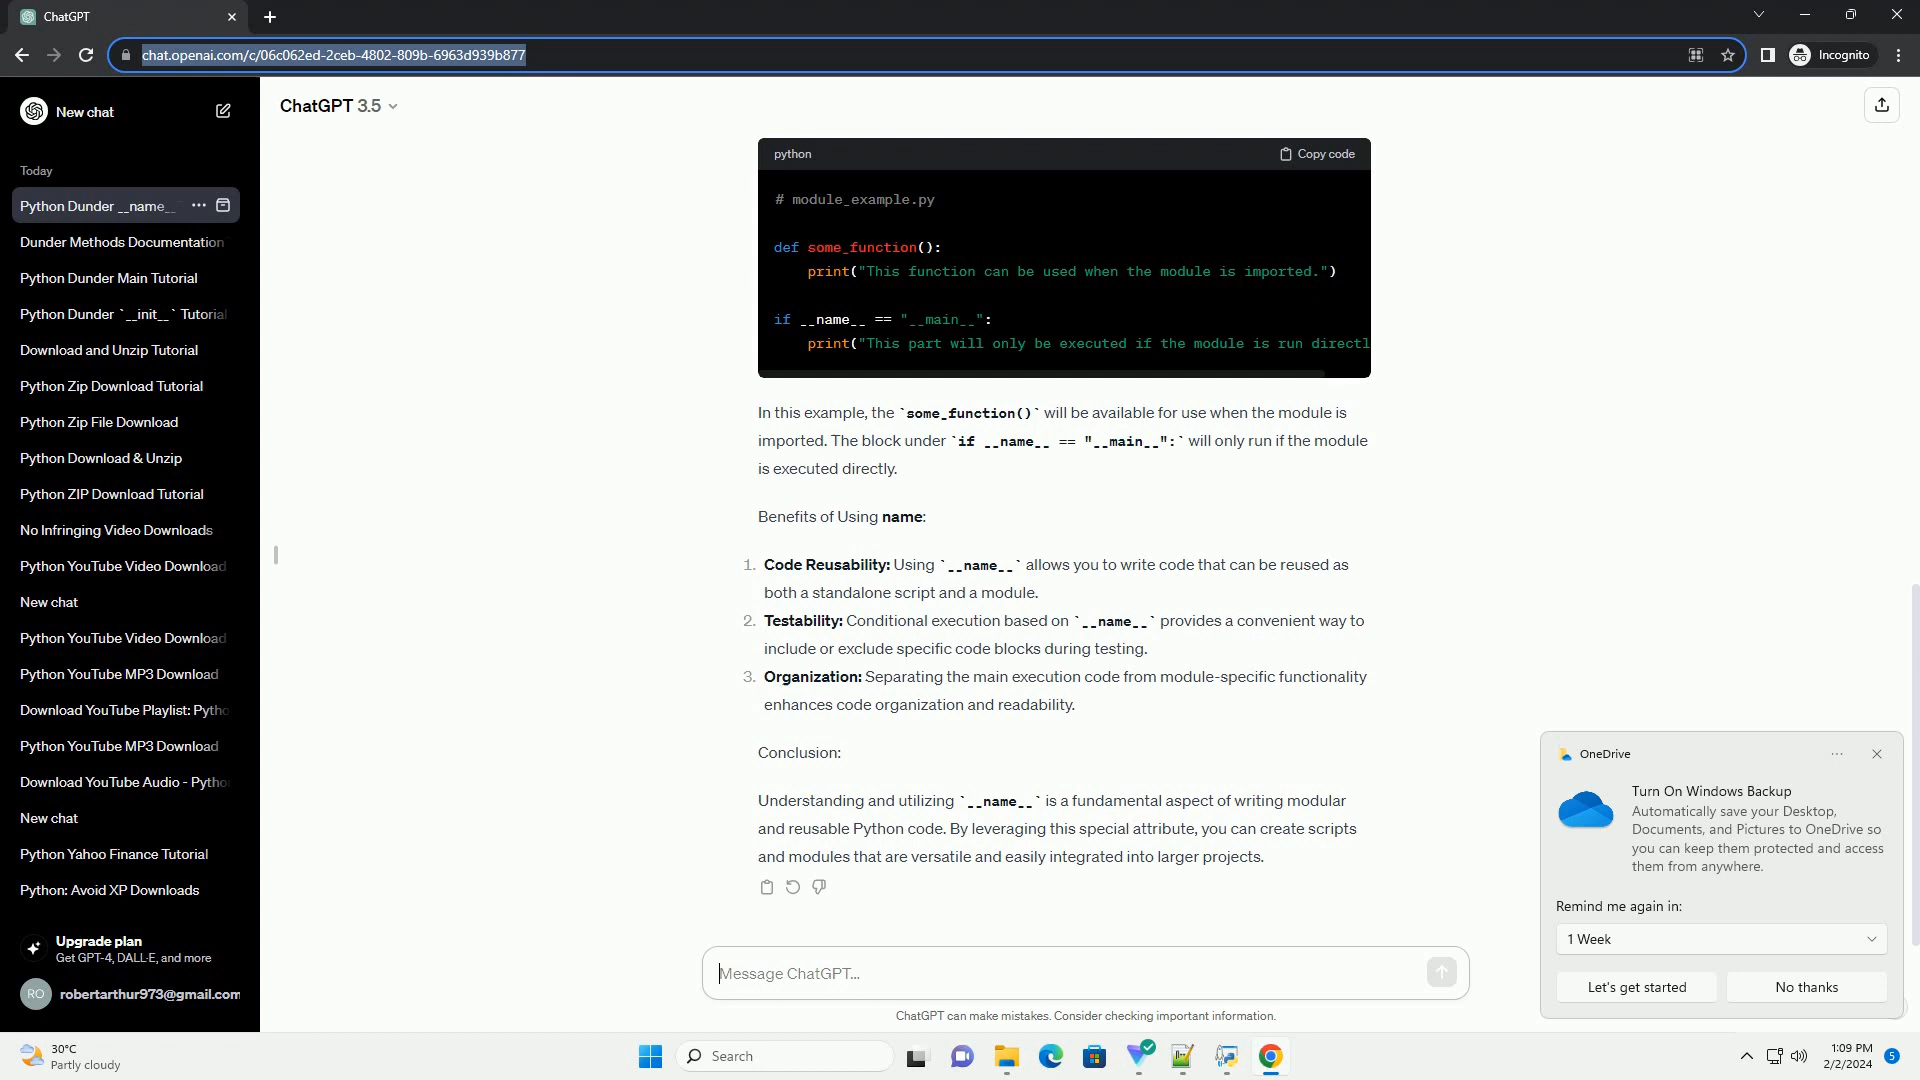 ChatGPT
chat.openai.com/c/06c062ed-2ceb-4802-809b-6963d939b877
Incognito
New chat
Today
Python Dunder __name__
Dunder Methods Documentation
Python Dunder Main Tutorial
Python Dunder `__init__` Tutorial
Download and Unzip Tutorial
Python Zip Download Tutorial
Python Zip File Download
Python Download & Unzip
Python ZIP Download Tutorial
No Infringing Video Downloads
Python YouTube Video Download
New chat
Python YouTube Video Download
Python YouTube MP3 Download
Download YouTube Playlist: Pytho
Python YouTube MP3 Download
Download YouTube Audio - Pytho
New chat
Python Yahoo Finance Tutorial
Python: Avoid XP Downloads
Upgrade plan
Get GPT-4, DALL·E, and more
RO
robertarthur973@gmail.com
ChatGPT 3.5
python
Copy code
# module_example.py
def some_function():
print("This function can be used when the module is imported.")
if __name__ == "__main__":
print("This part will only be executed if the module is run directl
In this example, the `some_function()` will be available for use when the module is
imported. The block under `if __name__ == "__main__":` will only run if the module
is executed directly.
Benefits of Using name:
1. Code Reusability: Using `__name__` allows you to write code that can be reused as
both a standalone script and a module.
2. Testability: Conditional execution based on `__name__` provides a convenient way to
include or exclude specific code blocks during testing.
3. Organization: Separating the main execution code from module-specific functionality
enhances code organization and readability.
Conclusion:
Understanding and utilizing `__name__` is a fundamental aspect of writing modular
and reusable Python code. By leveraging this special attribute, you can create scripts
and modules that are versatile and easily integrated into larger projects.
Message ChatGPT...
ChatGPT can make mistakes. Consider checking important information.
OneDrive
Turn On Windows Backup
Automatically save your Desktop,
Documents, and Pictures to OneDrive so
you can keep them protected and access
them from anywhere.
Remind me again in:
1 Week
Let's get started
No thanks
30°C
Partly cloudy
Search
1:09 PM
2/2/2024
5